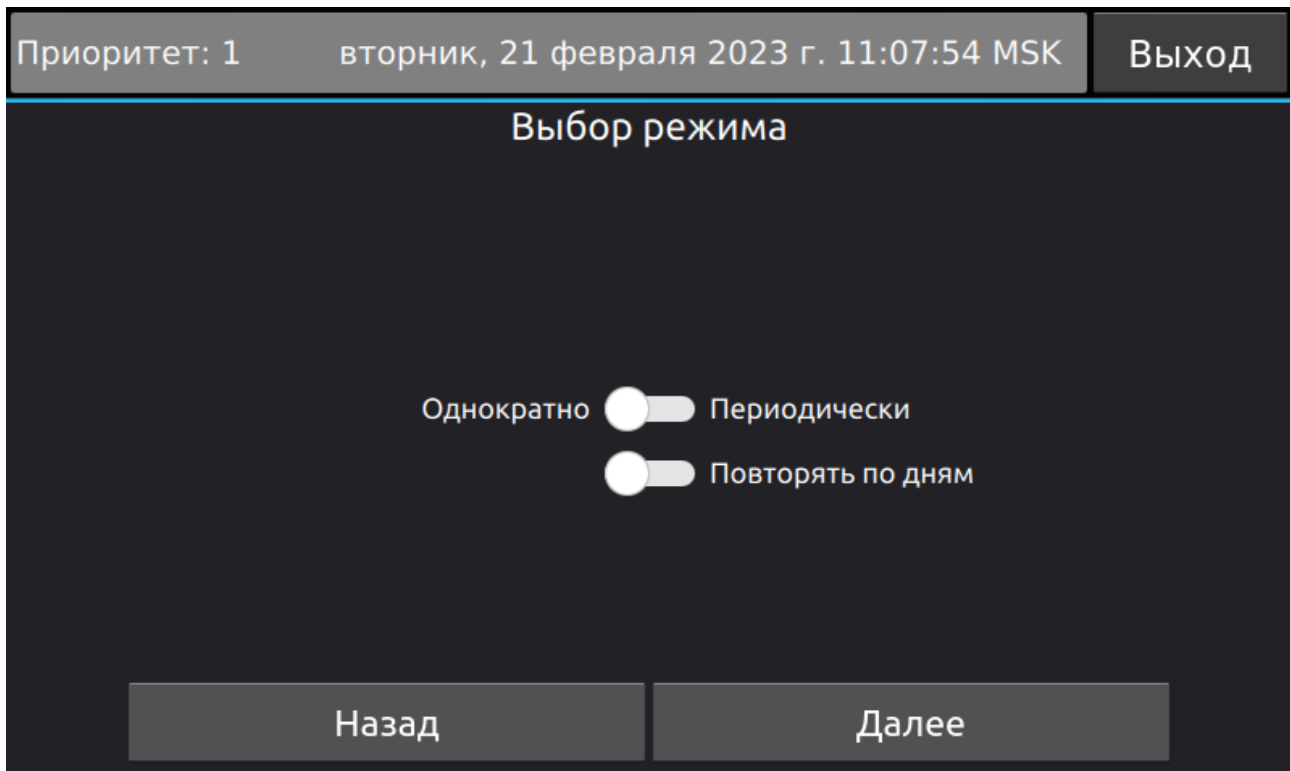 Приоритет: 1 вторник, 21 февраля 2023 г. 11:07:54 MSK Выход
Выбор режима
Однократно Периодически
Повторять по дням
Назад Далее